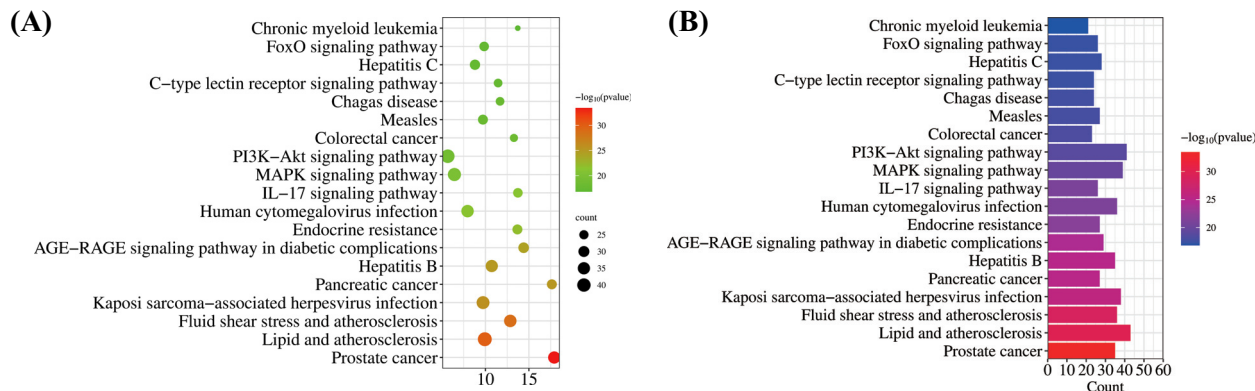 (A)
Chronic myeloid leukemia
FoxO signaling pathway
Hepatitis C
C−type lectin receptor signaling pathway
Chagas disease
Measles
Colorectal cancer
PI3K−Akt signaling pathway
MAPK signaling pathway
IL−17 signaling pathway
Human cytomegalovirus infection
Endocrine resistance
AGE−RAGE signaling pathway in diabetic complications
Hepatitis B
Pancreatic cancer
Kaposi sarcoma−associated herpesvirus infection
Fluid shear stress and atherosclerosis
Lipid and atherosclerosis
Prostate cancer
10 15
−log10(pvalue)
30
25
20
count
25
30
35
40
(B)
Chronic myeloid leukemia
FoxO signaling pathway
Hepatitis C
C−type lectin receptor signaling pathway
Chagas disease
Measles
Colorectal cancer
PI3K−Akt signaling pathway
MAPK signaling pathway
IL−17 signaling pathway
Human cytomegalovirus infection
Endocrine resistance
AGE−RAGE signaling pathway in diabetic complications
Hepatitis B
Pancreatic cancer
Kaposi sarcoma−associated herpesvirus infection
Fluid shear stress and atherosclerosis
Lipid and atherosclerosis
Prostate cancer
0 10 20 30 40 50 60
Count
−log10(pvalue)
30
25
20